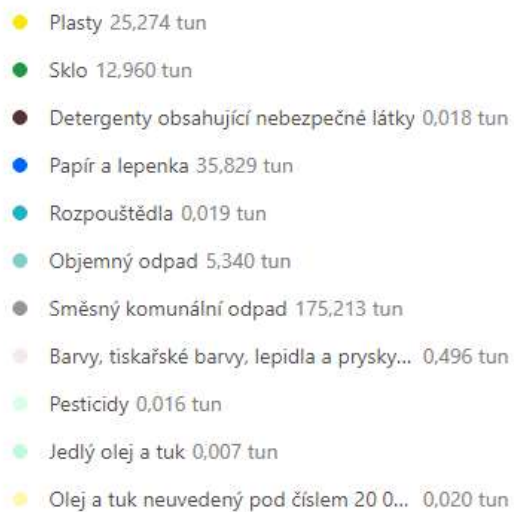 Plasty 25,274 tun
Sklo 12,960 tun
Detergenty obsahující nebezpečné látky 0,018 tun
Papír a lepenka 35,829 tun
Rozpouštědla 0,019 tun
Objemný odpad 5,340 tun
Směsný komunální odpad 175,213 tun
Barvy, tiskařské barvy, lepidla a prysky... 0,496 tun
Pesticidy 0,016 tun
Jedlý olej a tuk 0,007 tun
Olej a tuk neuvedený pod číslem 20 0... 0,020 tun